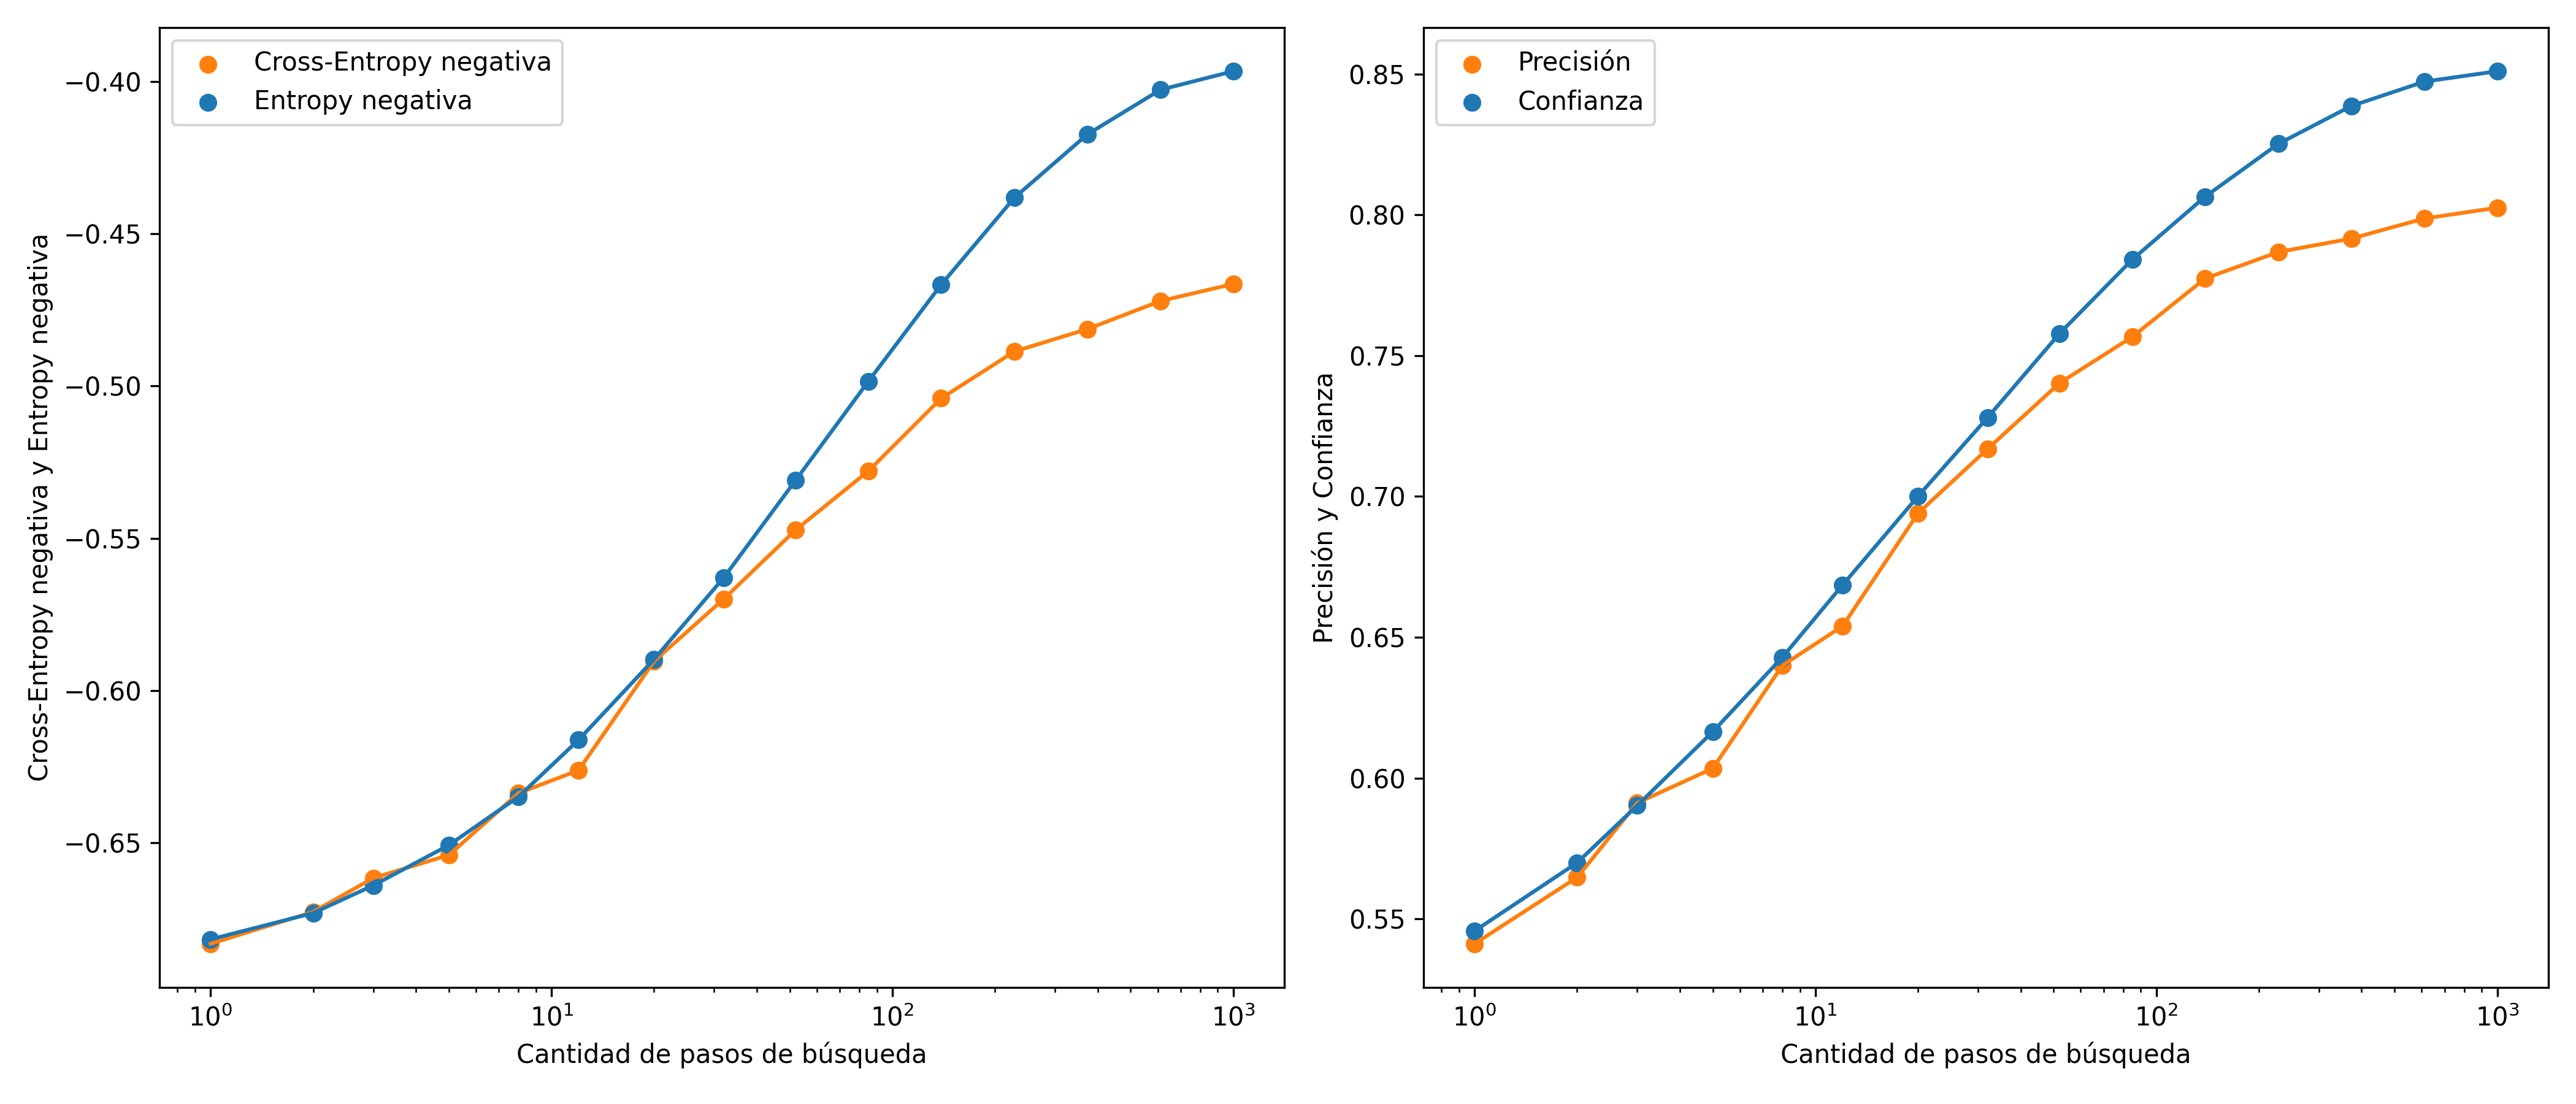 Cross-Entropy negativa
Entropy negativa
−0.40
−0.45
−0.50
−0.55
−0.60
−0.65
Cross-Entropy negativa y Entropy negativa
10⁰
10¹
10²
10³
Cantidad de pasos de búsqueda
Precisión
Confianza
0.85
0.80
0.75
0.70
0.65
0.60
0.55
Precisión y Confianza
10⁰
10¹
10²
10³
Cantidad de pasos de búsqueda